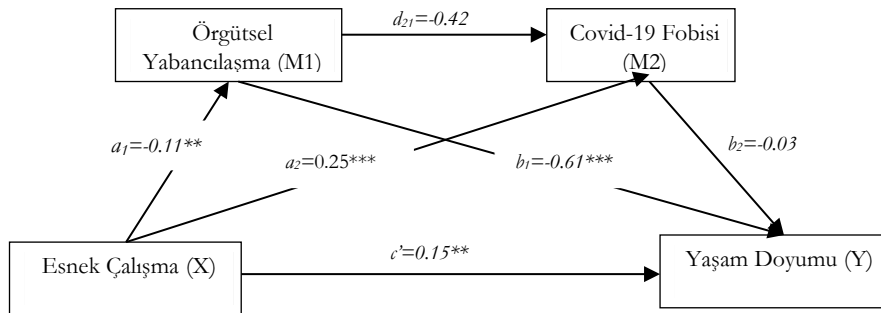 Örgütsel
Yabancılaşma (M1)
d21=-0.42
Covid-19 Fobisi
(M2)
a1=-0.11**
a2=0.25***
b1=-0.61***
b2=-0.03
Esnek Çalışma (X)
c'=0.15**
Yaşam Doyumu (Y)